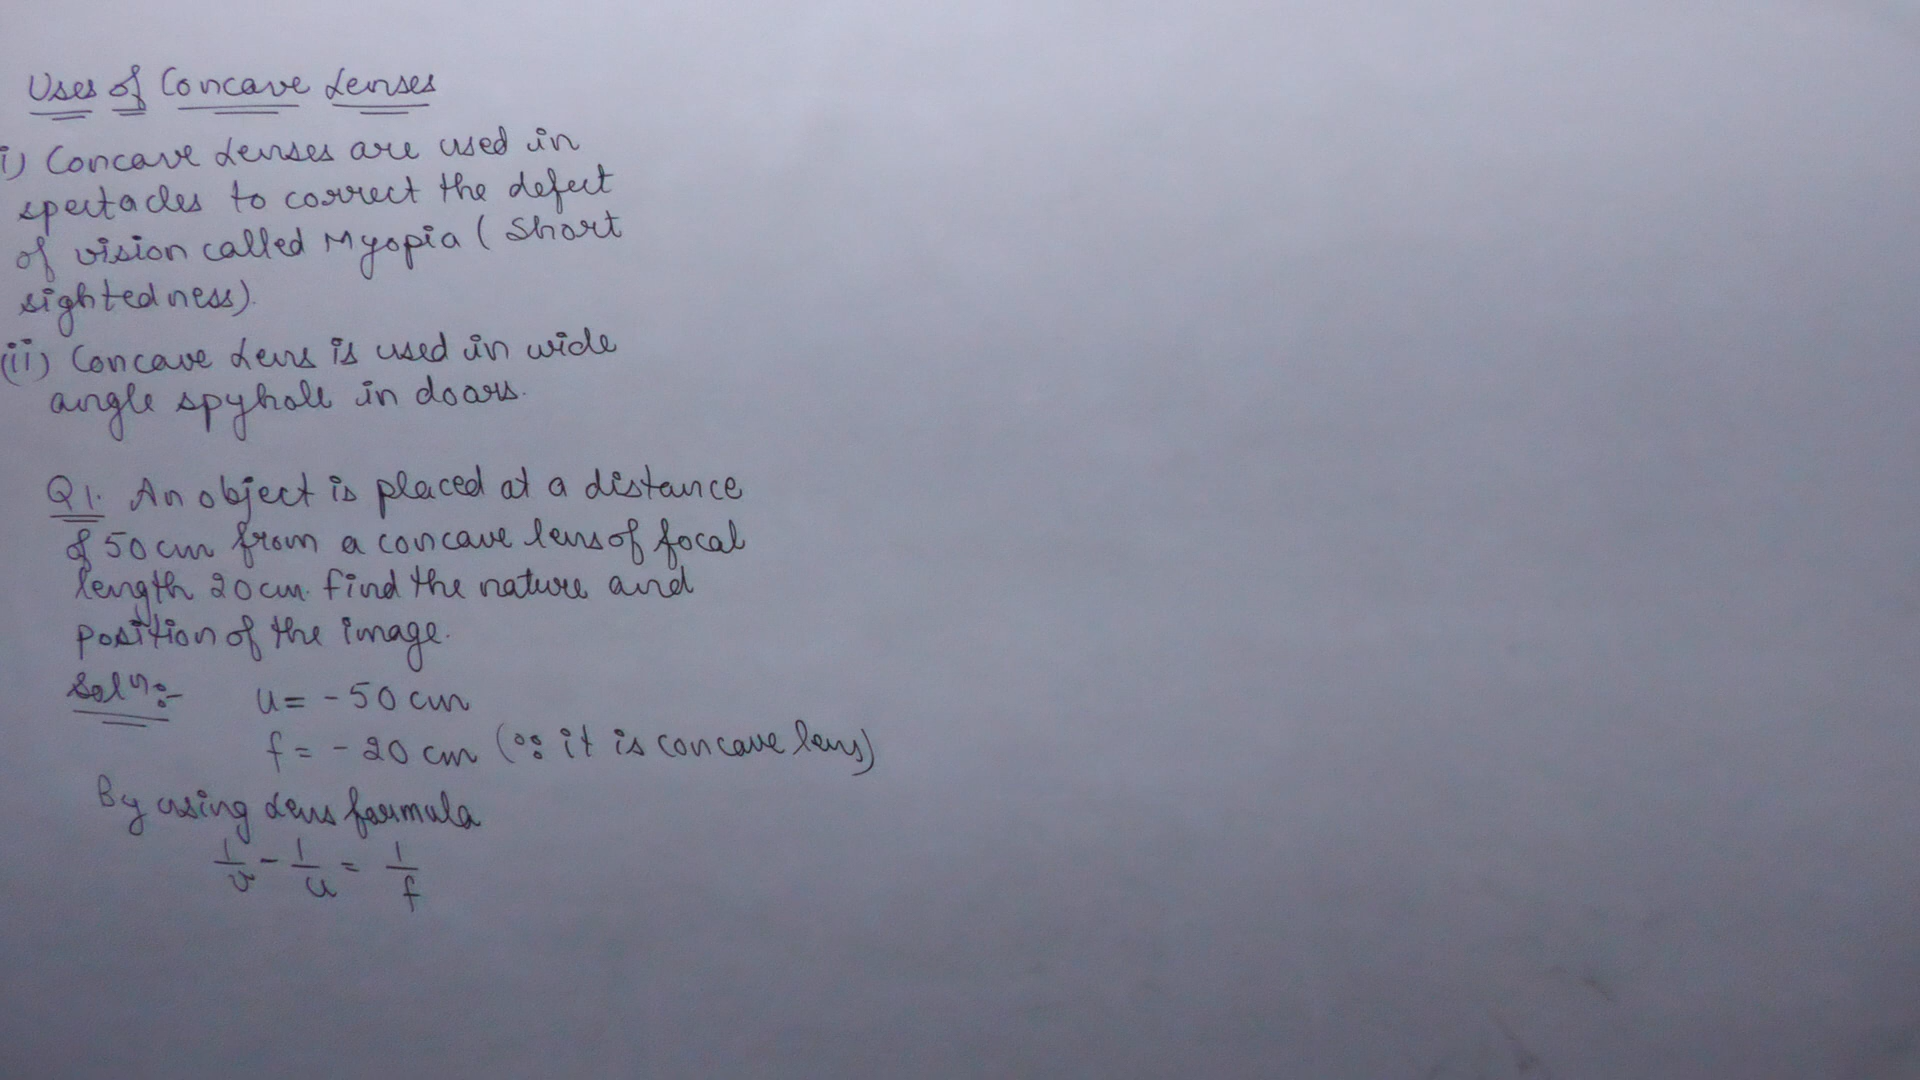 Uses of Concave Lenses
i) Concave Lenses are used in
spectacles to correct the defect
of vision called Myopia (Short
sightedness).
(ii) Concave Lens is used in wide
angle spyhole in doors.
Q1. An object is placed at a distance
of 50 cm from a concave lens of focal
length 20 cm. find the nature and
position of the image.
Soln:- u = - 50 cm
f = - 20 cm (∵ it is concave lens)
By using Lens formula
1/v - 1/u = 1/f